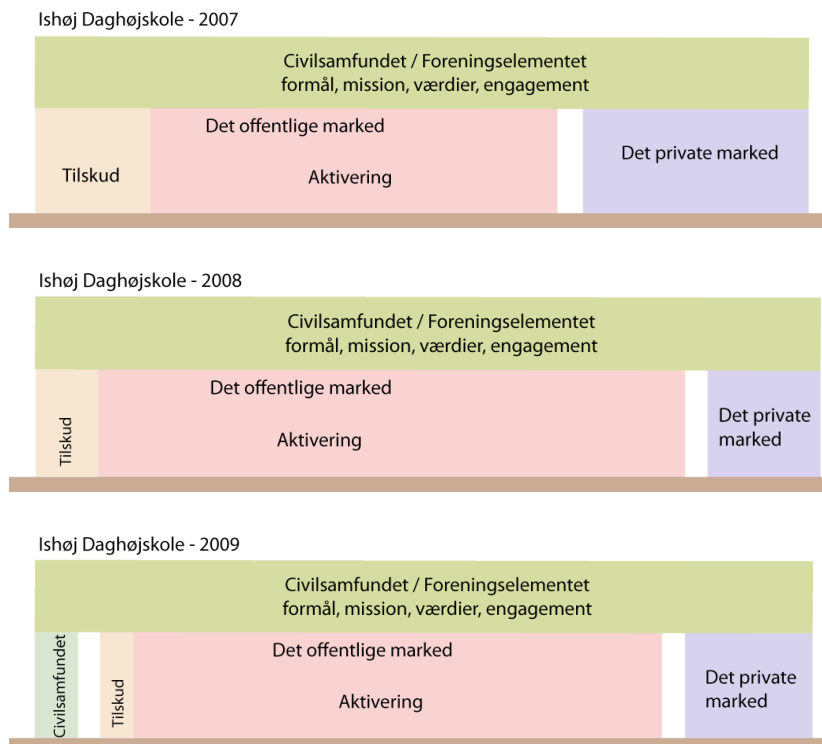 Ishøj Daghøjskole - 2007
Civilsamfundet / Foreningselementet
formål, mission, værdier, engagement
Det offentlige marked
Det private marked
Tilskud
Aktivering
Ishøj Daghøjskole - 2008
Civilsamfundet / Foreningselementet
formål, mission, værdier, engagement
Det offentlige marked
Tilskud
Aktivering
Det private
marked
Ishøj Daghøjskole - 2009
Civilsamfundet / Foreningselementet
formål, mission, værdier, engagement
Civilsamfundet
Tilskud
Det offentlige marked
Aktivering
Det private
marked